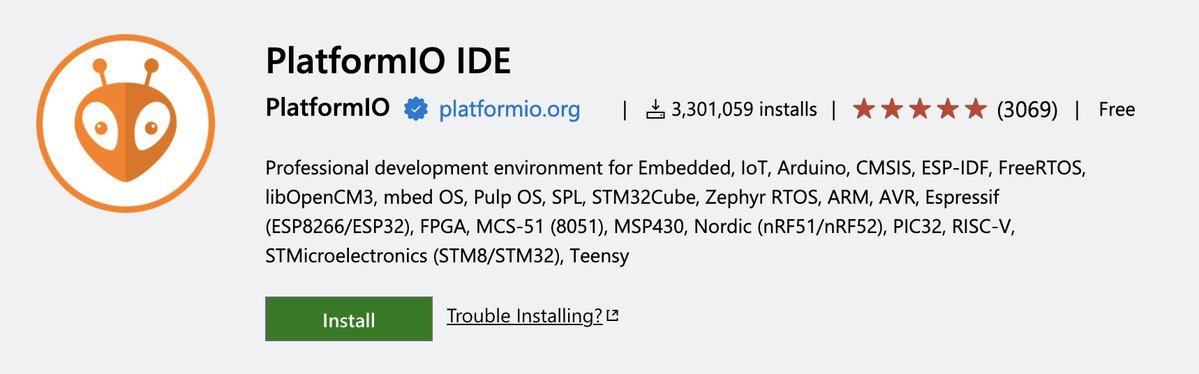 PlatformIO IDE
PlatformIO platformio.org | 3,301,059 installs | (3069) | Free
Professional development environment for Embedded, IoT, Arduino, CMSIS, ESP-IDF, FreeRTOS,
libOpenCM3, mbed OS, Pulp OS, SPL, STM32Cube, Zephyr RTOS, ARM, AVR, Espressif
(ESP8266/ESP32), FPGA, MCS-51 (8051), MSP430, Nordic (nRF51/nRF52), PIC32, RISC-V,
STMicroelectronics (STM8/STM32), Teensy
Install Trouble Installing?